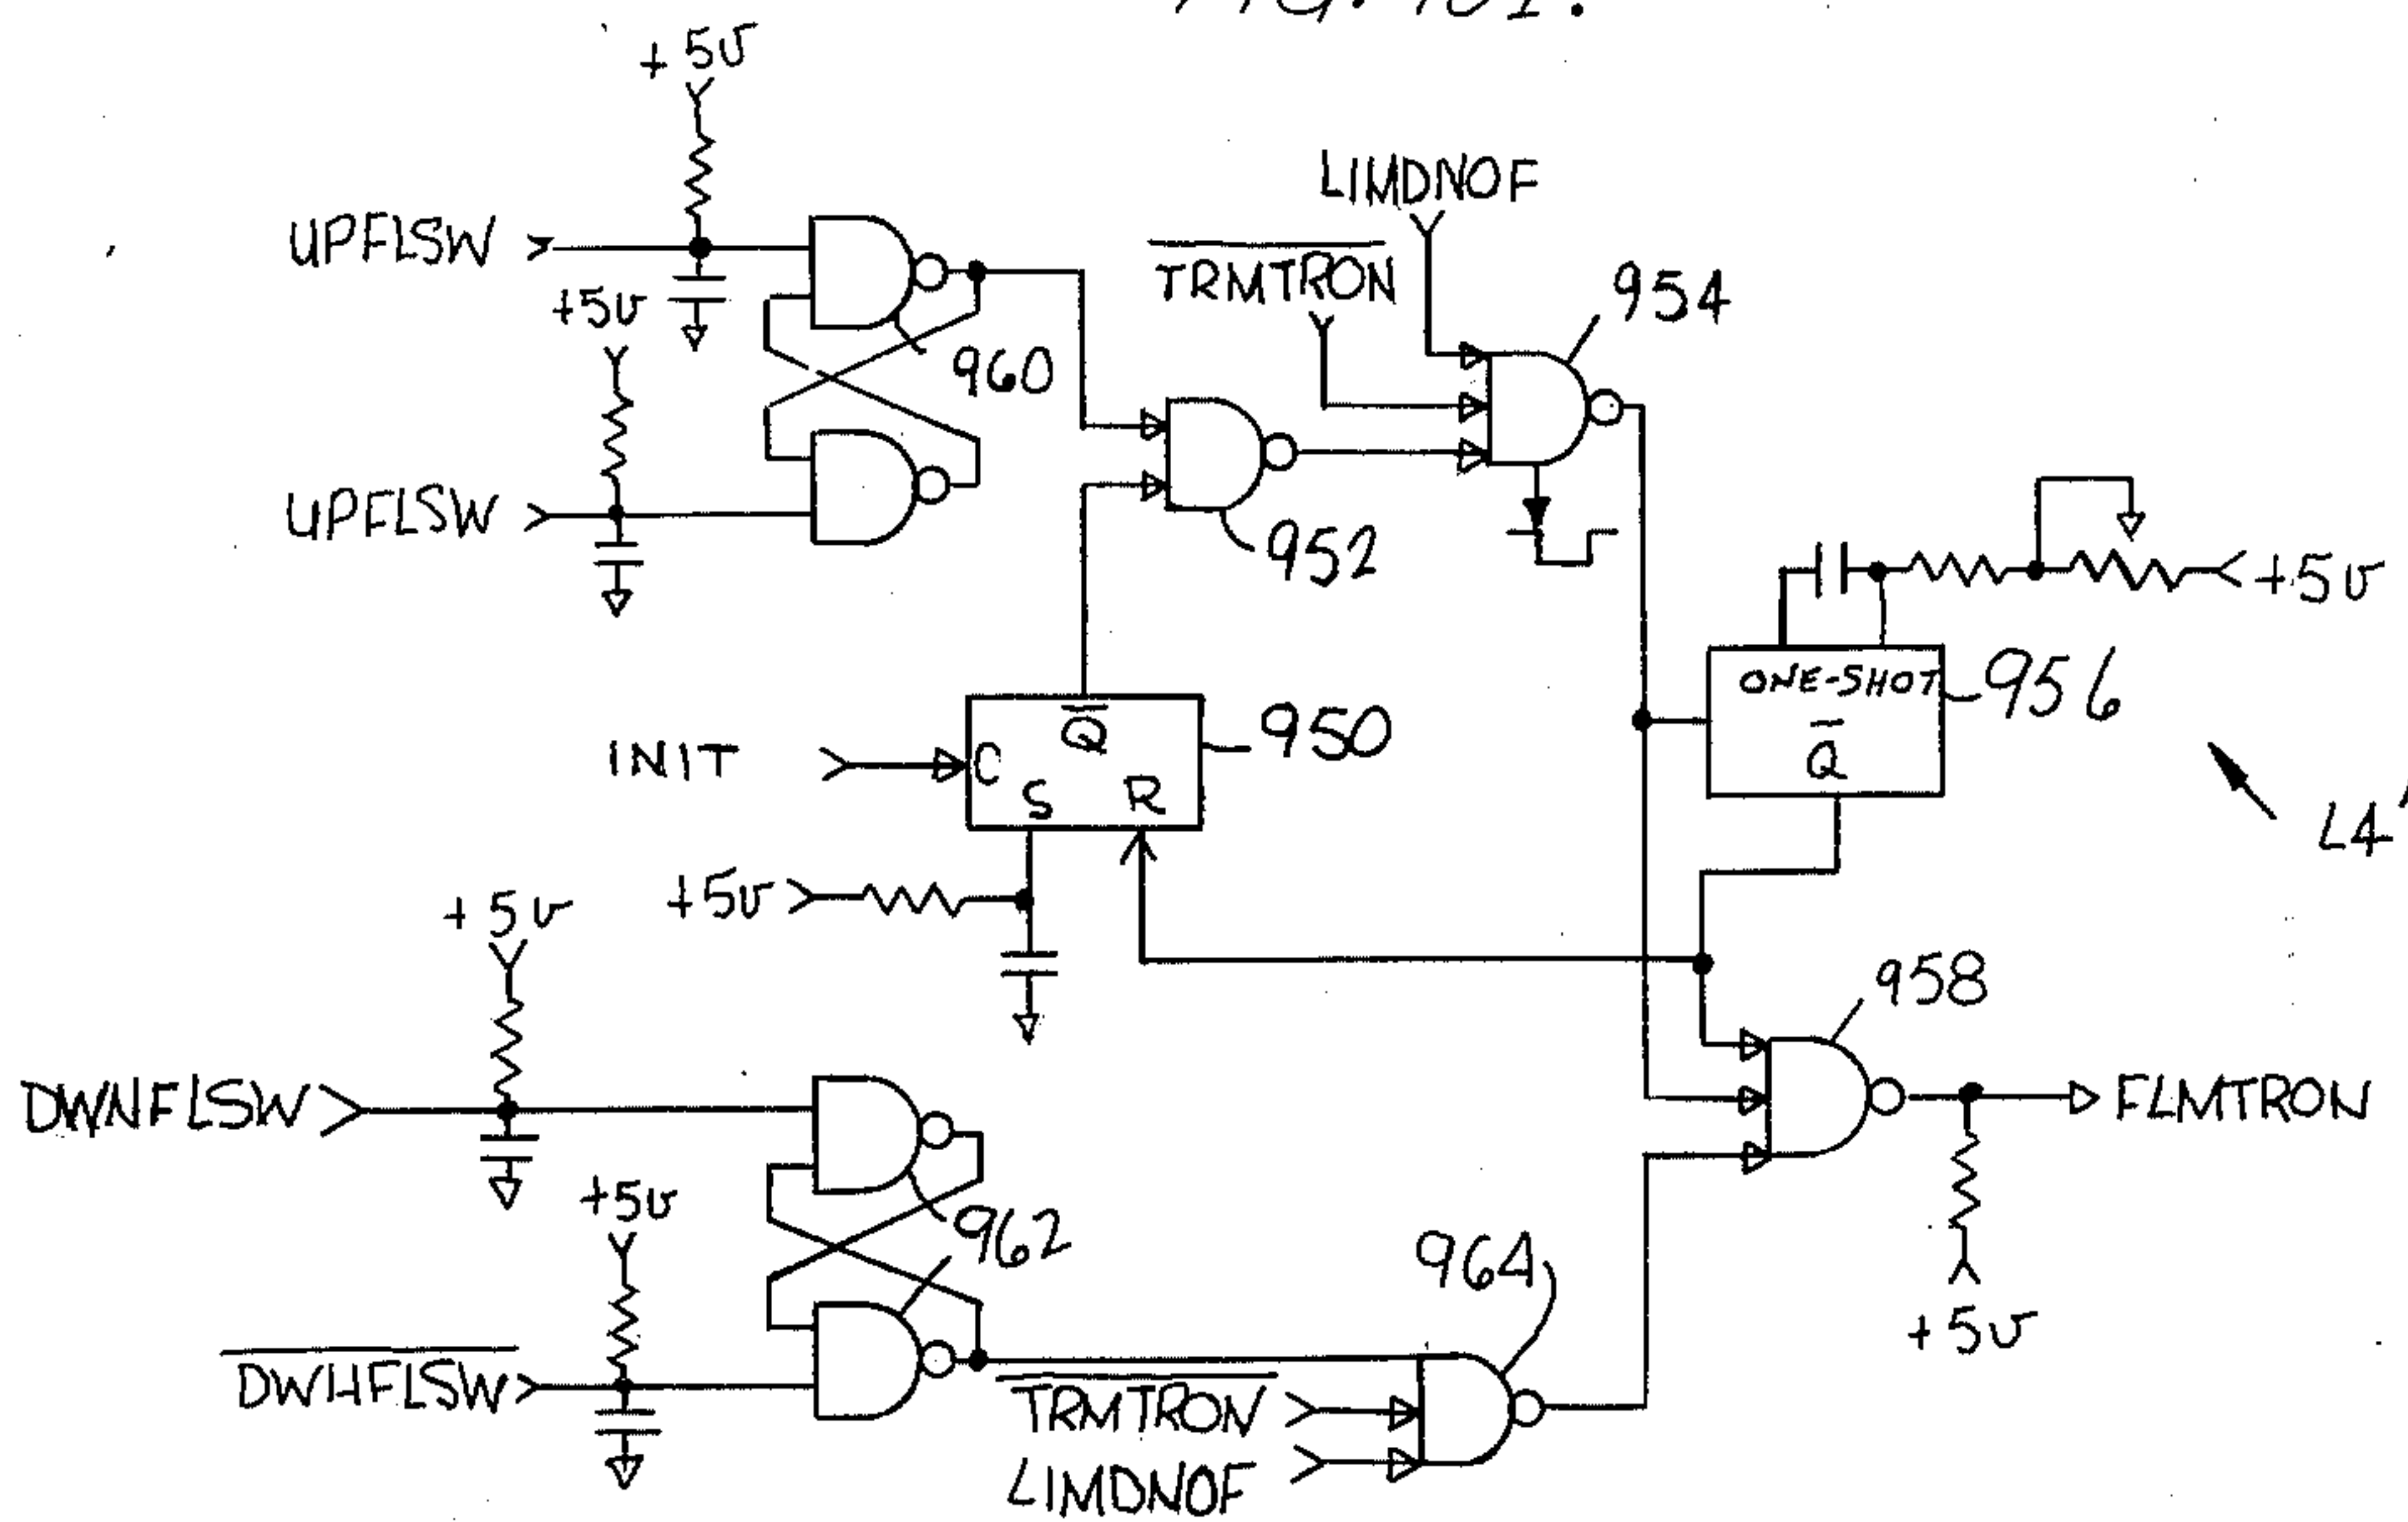 +5v
UPFLSW
+5v
960
UPFLSW
LIMDNOF
TRMTRON
954
952
+5v
ONE-SHOT
Q
956
L4'
INIT
C
Q
S
R
950
+5v
+5v
DWNFLSW
+5v
962
DWHFLSW
TRMTRON
LIMDNOF
964
958
FLMTRON
+5v